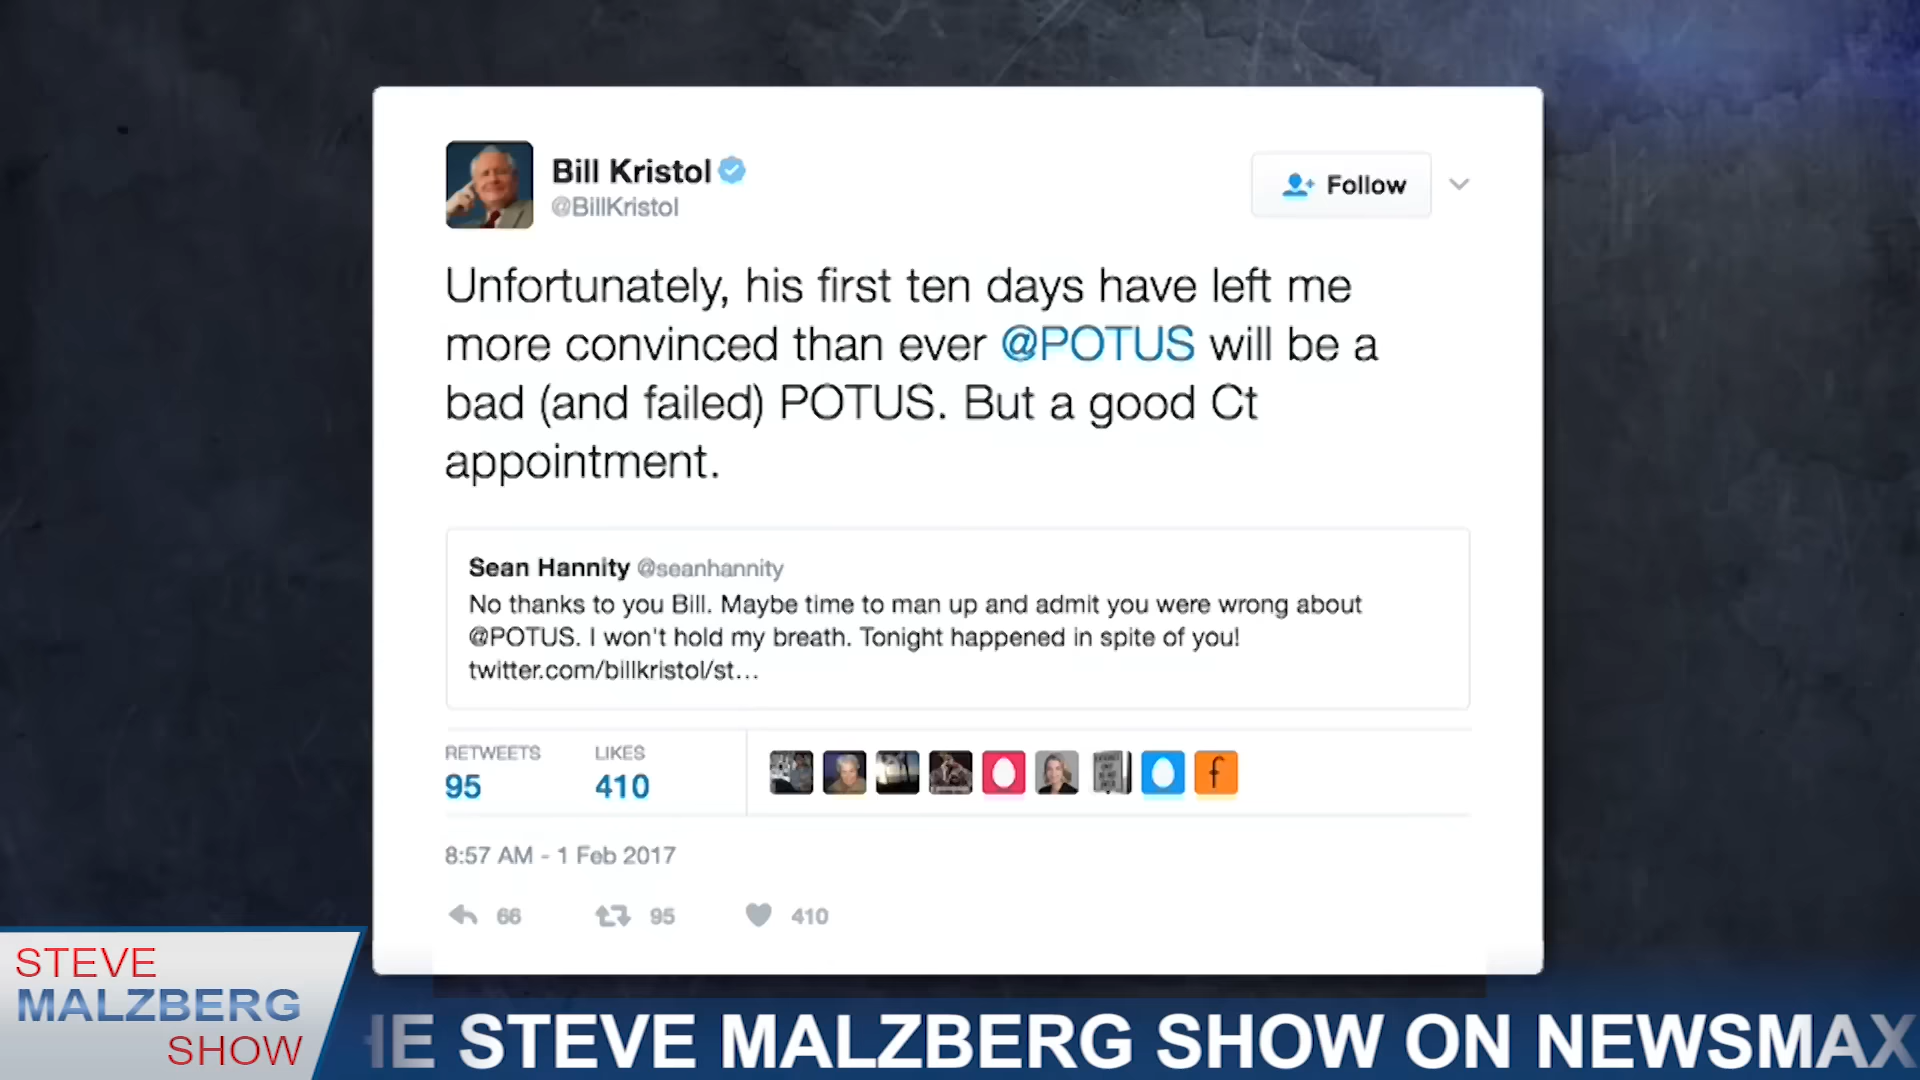 Bill Kristol
@BillKristol
Follow
Unfortunately, his first ten days have left me
more convinced than ever @POTUS will be a
bad (and failed) POTUS. But a good Ct
appointment.
Sean Hannity @seanhannity
No thanks to you Bill. Maybe time to man up and admit you were wrong about
@POTUS. I won't hold my breath. Tonight happened in spite of you!
twitter.com/billkristol/st...
RETWEETS LIKES
95 410
f
8:57 AM - 1 Feb 2017
66 95 410
STEVE
MALZBERG
SHOW
HE STEVE MALZBERG SHOW ON NEWSMAX